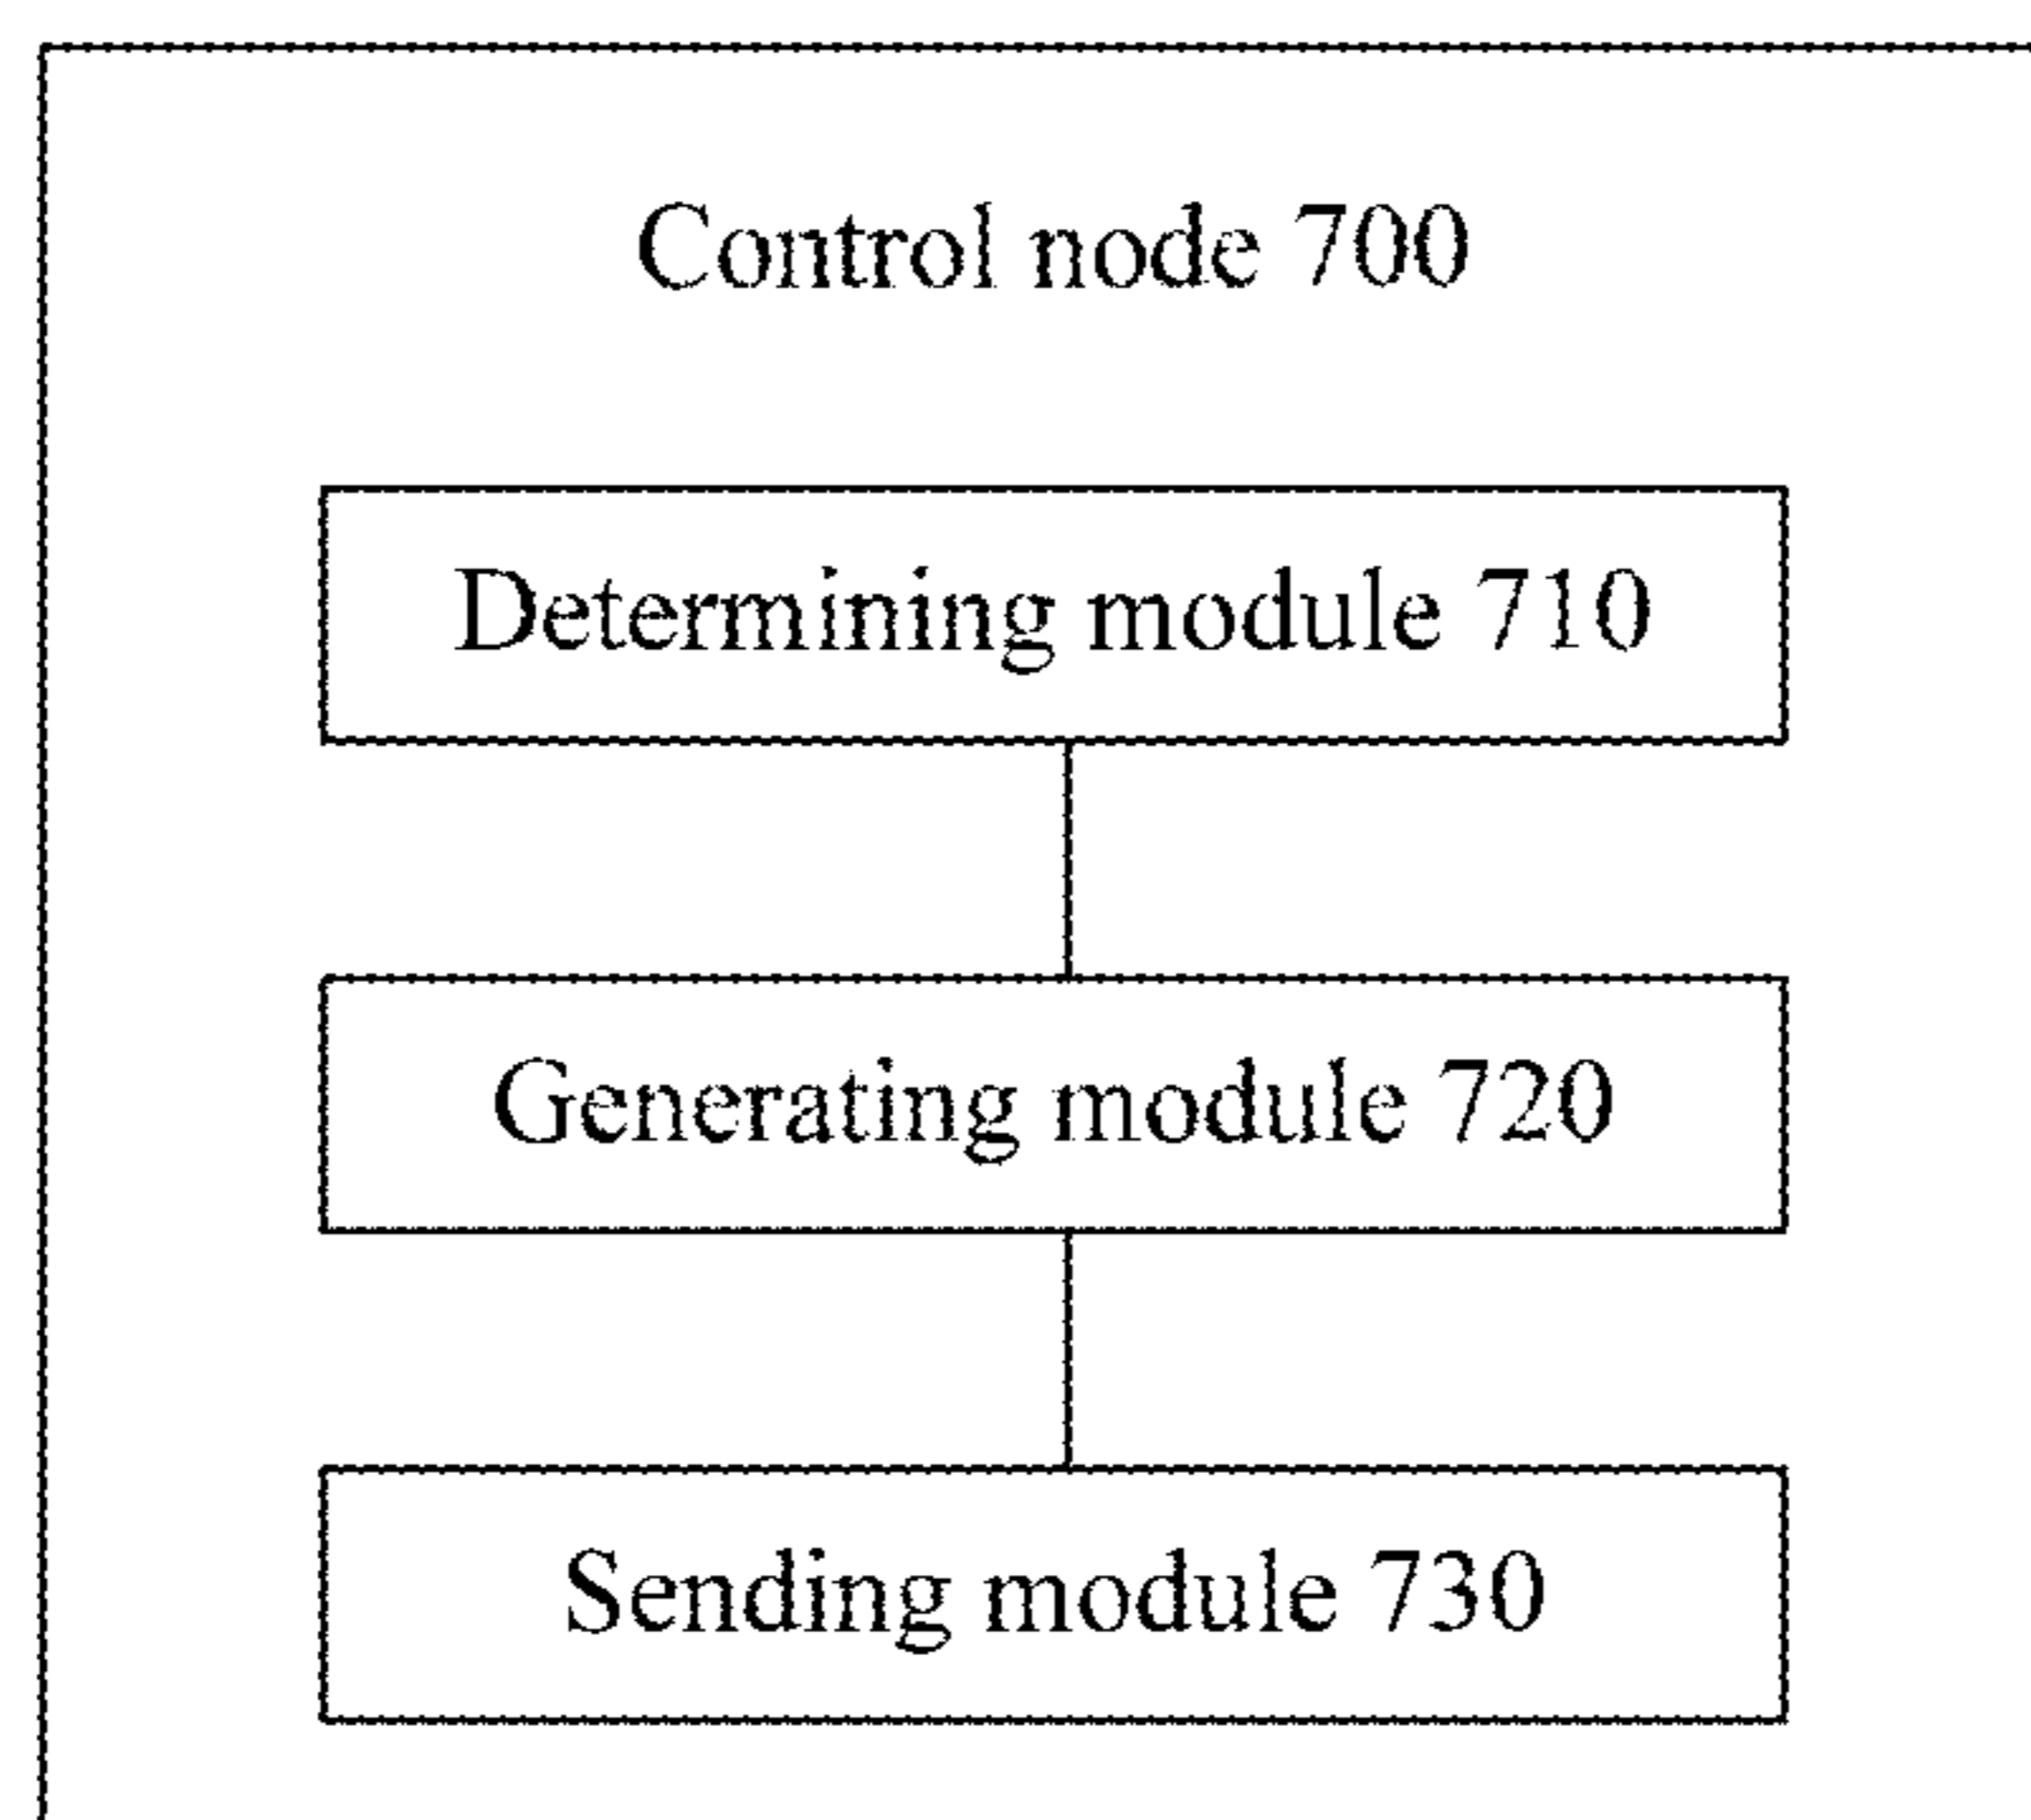 Control node 700
Determining module 710
Generating module 720
Sending module 730